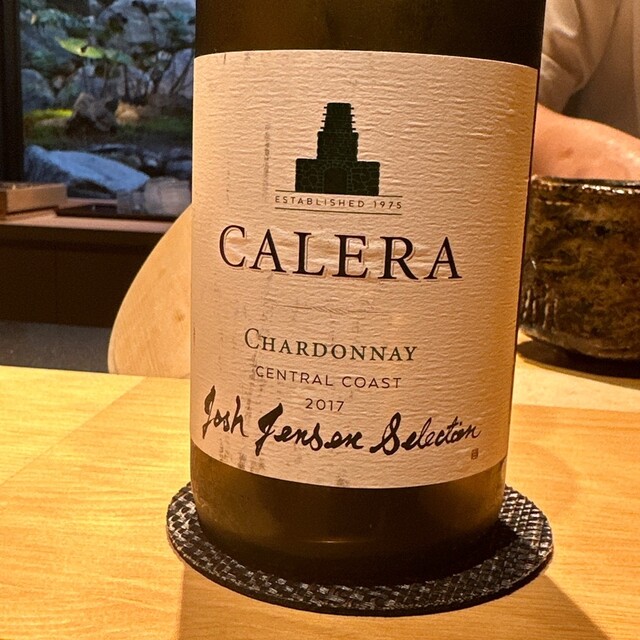 ESTABLISHED 1975
CALERA
CHARDONNAY
CENTRAL COAST
2017
Josh Jensen Selection